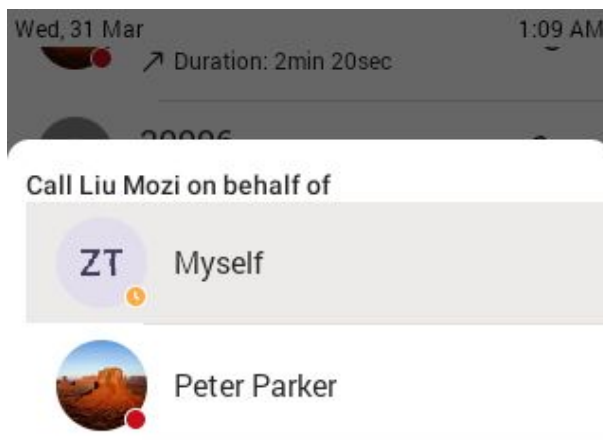 Wed, 31 Mar 1:09 AM
Duration: 2min 20sec
Call Liu Mozi on behalf of
ZT Myself
Peter Parker